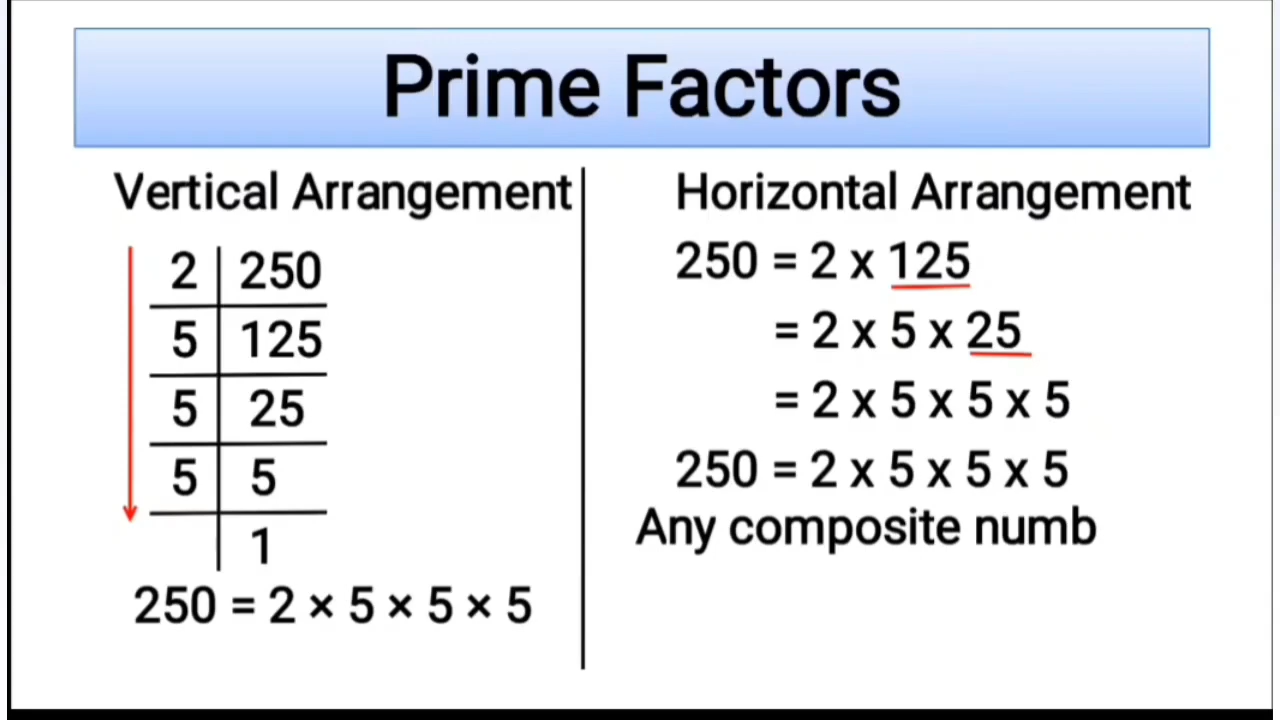 Prime Factors
Vertical Arrangement
2 250
5 125
5 25
5 5
1
250 = 2 × 5 × 5 × 5
Horizontal Arrangement
250 = 2 x 125
= 2 x 5 x 25
= 2 x 5 x 5 x 5
250 = 2 x 5 x 5 x 5
Any composite numb